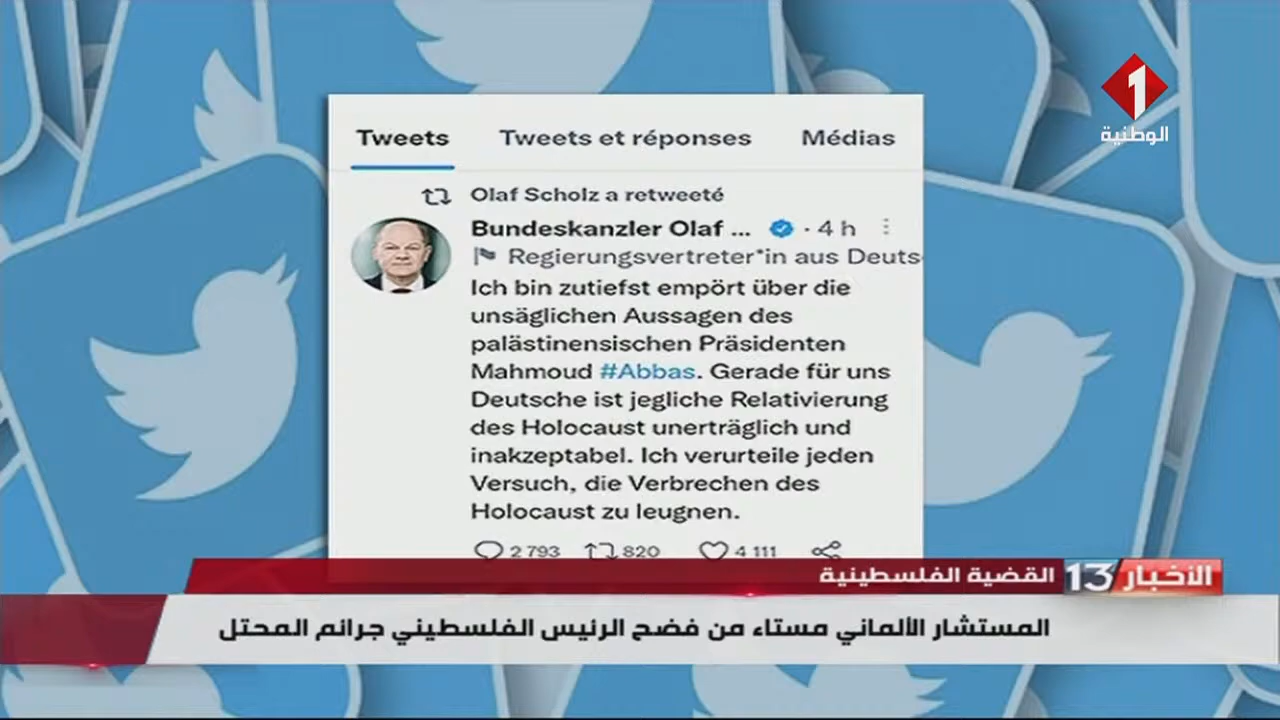 1
الوطنية
Tweets Tweets et réponses Médias
Olaf Scholz a retweeté
Bundeskanzler Olaf ... · 4 h
Regierungsvertreter*in aus Deuts
Ich bin zutiefst empört über die
unsäglichen Aussagen des
palästinensischen Präsidenten
Mahmoud #Abbas. Gerade für uns
Deutsche ist jegliche Relativierung
des Holocaust unerträglich und
inakzeptabel. Ich verurteile jeden
Versuch, die Verbrechen des
Holocaust zu leugnen.
2 793 820 4 111
الأخبار 13 القضية الفلسطينية
المستشار الألماني مستاء من فضح الرئيس الفلسطيني جرائم المحتل